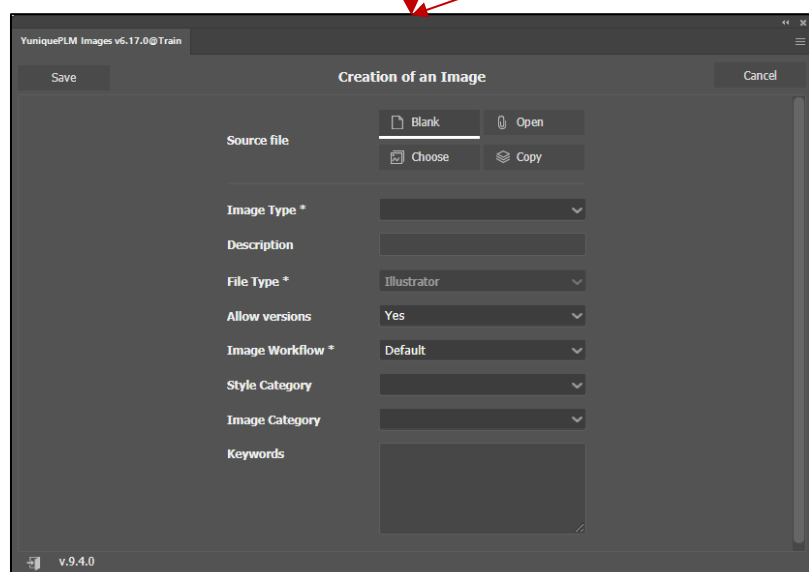 YuniquePLM Images v6.17.0@Train
Save Creation of an Image Cancel
Source file
Blank Open
Choose Copy
Image Type *
Description
File Type * Illustrator
Allow versions Yes
Image Workflow * Default
Style Category
Image Category
Keywords
v.9.4.0